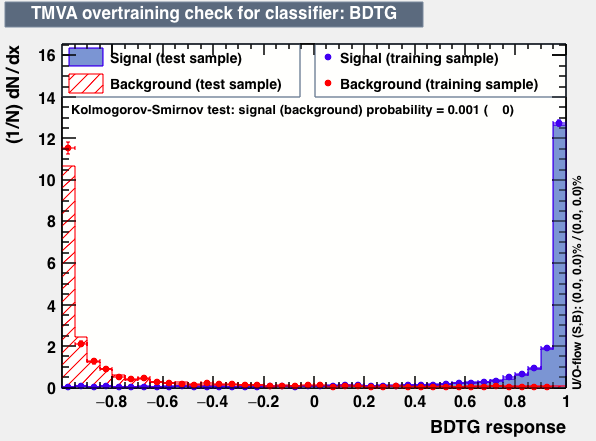 TMVA overtraining check for classifier: BDTG
(1/N) dN / dx
Signal (test sample)
Background (test sample)
Signal (training sample)
Background (training sample)
Kolmogorov-Smirnov test: signal (background) probability = 0.001 ( 0)
16
14
12
10
8
6
4
2
0
−0.8 −0.6 −0.4 −0.2 0 0.2 0.4 0.6 0.8 1
BDTG response
U/O-flow (S,B): (0.0, 0.0)% / (0.0, 0.0)%